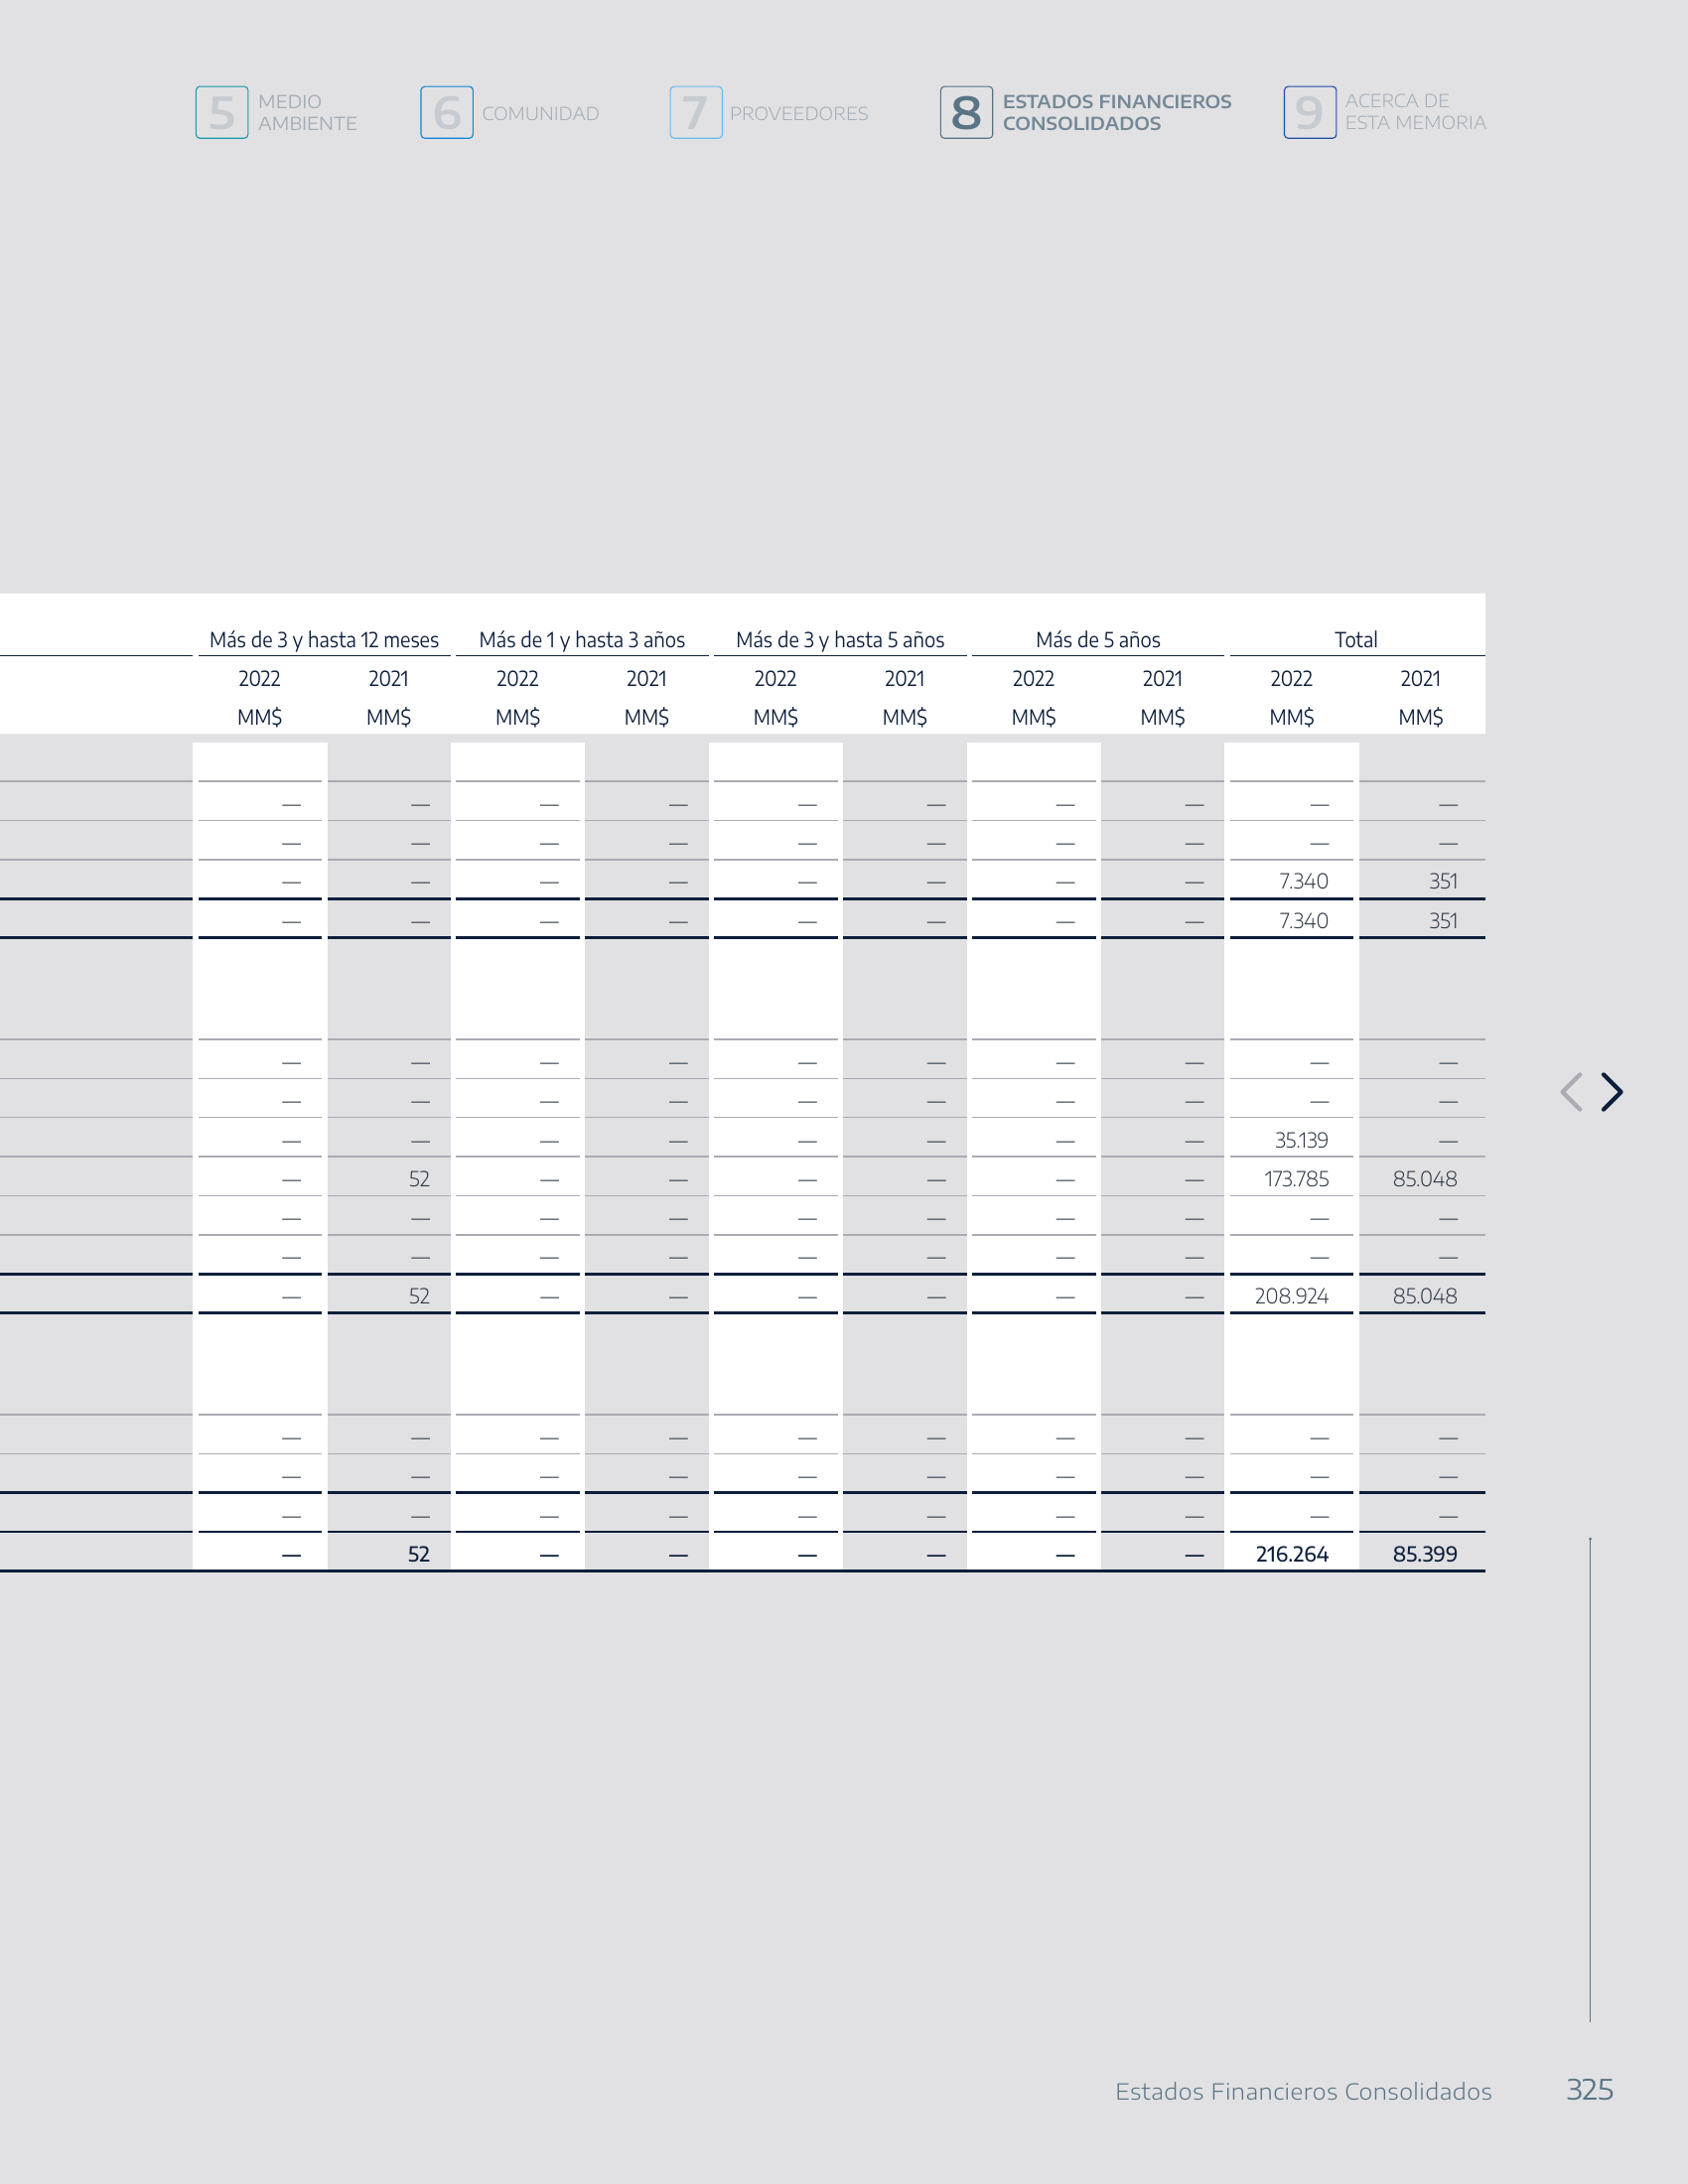 5 MEDIO AMBIENTE 6 COMUNIDAD 7 PROVEEDORES 8 ESTADOS FINANCIEROS CONSOLIDADOS 9 ACERCA DE ESTA MEMORIA
Más de 3 y hasta 12 meses Más de 1 y hasta 3 años Más de 3 y hasta 5 años Más de 5 años Total
2022 2021 2022 2021 2022 2021 2022 2021 2022 2021
MM$ MM$ MM$ MM$ MM$ MM$ MM$ MM$ MM$ MM$
— — — — — — — — — —
— — — — — — — — — —
— — — — — — — — 7.340 351
— — — — — — — — 7.340 351
— — — — — — — — — —
— — — — — — — — — —
— — — — — — — — 35.139 —
— 52 — — — — — — 173.785 85.048
— — — — — — — — — —
— — — — — — — — — —
— 52 — — — — — — 208.924 85.048
— — — — — — — — — —
— — — — — — — — — —
— — — — — — — — — —
— 52 — — — — — — 216.264 85.399
Estados Financieros Consolidados 325